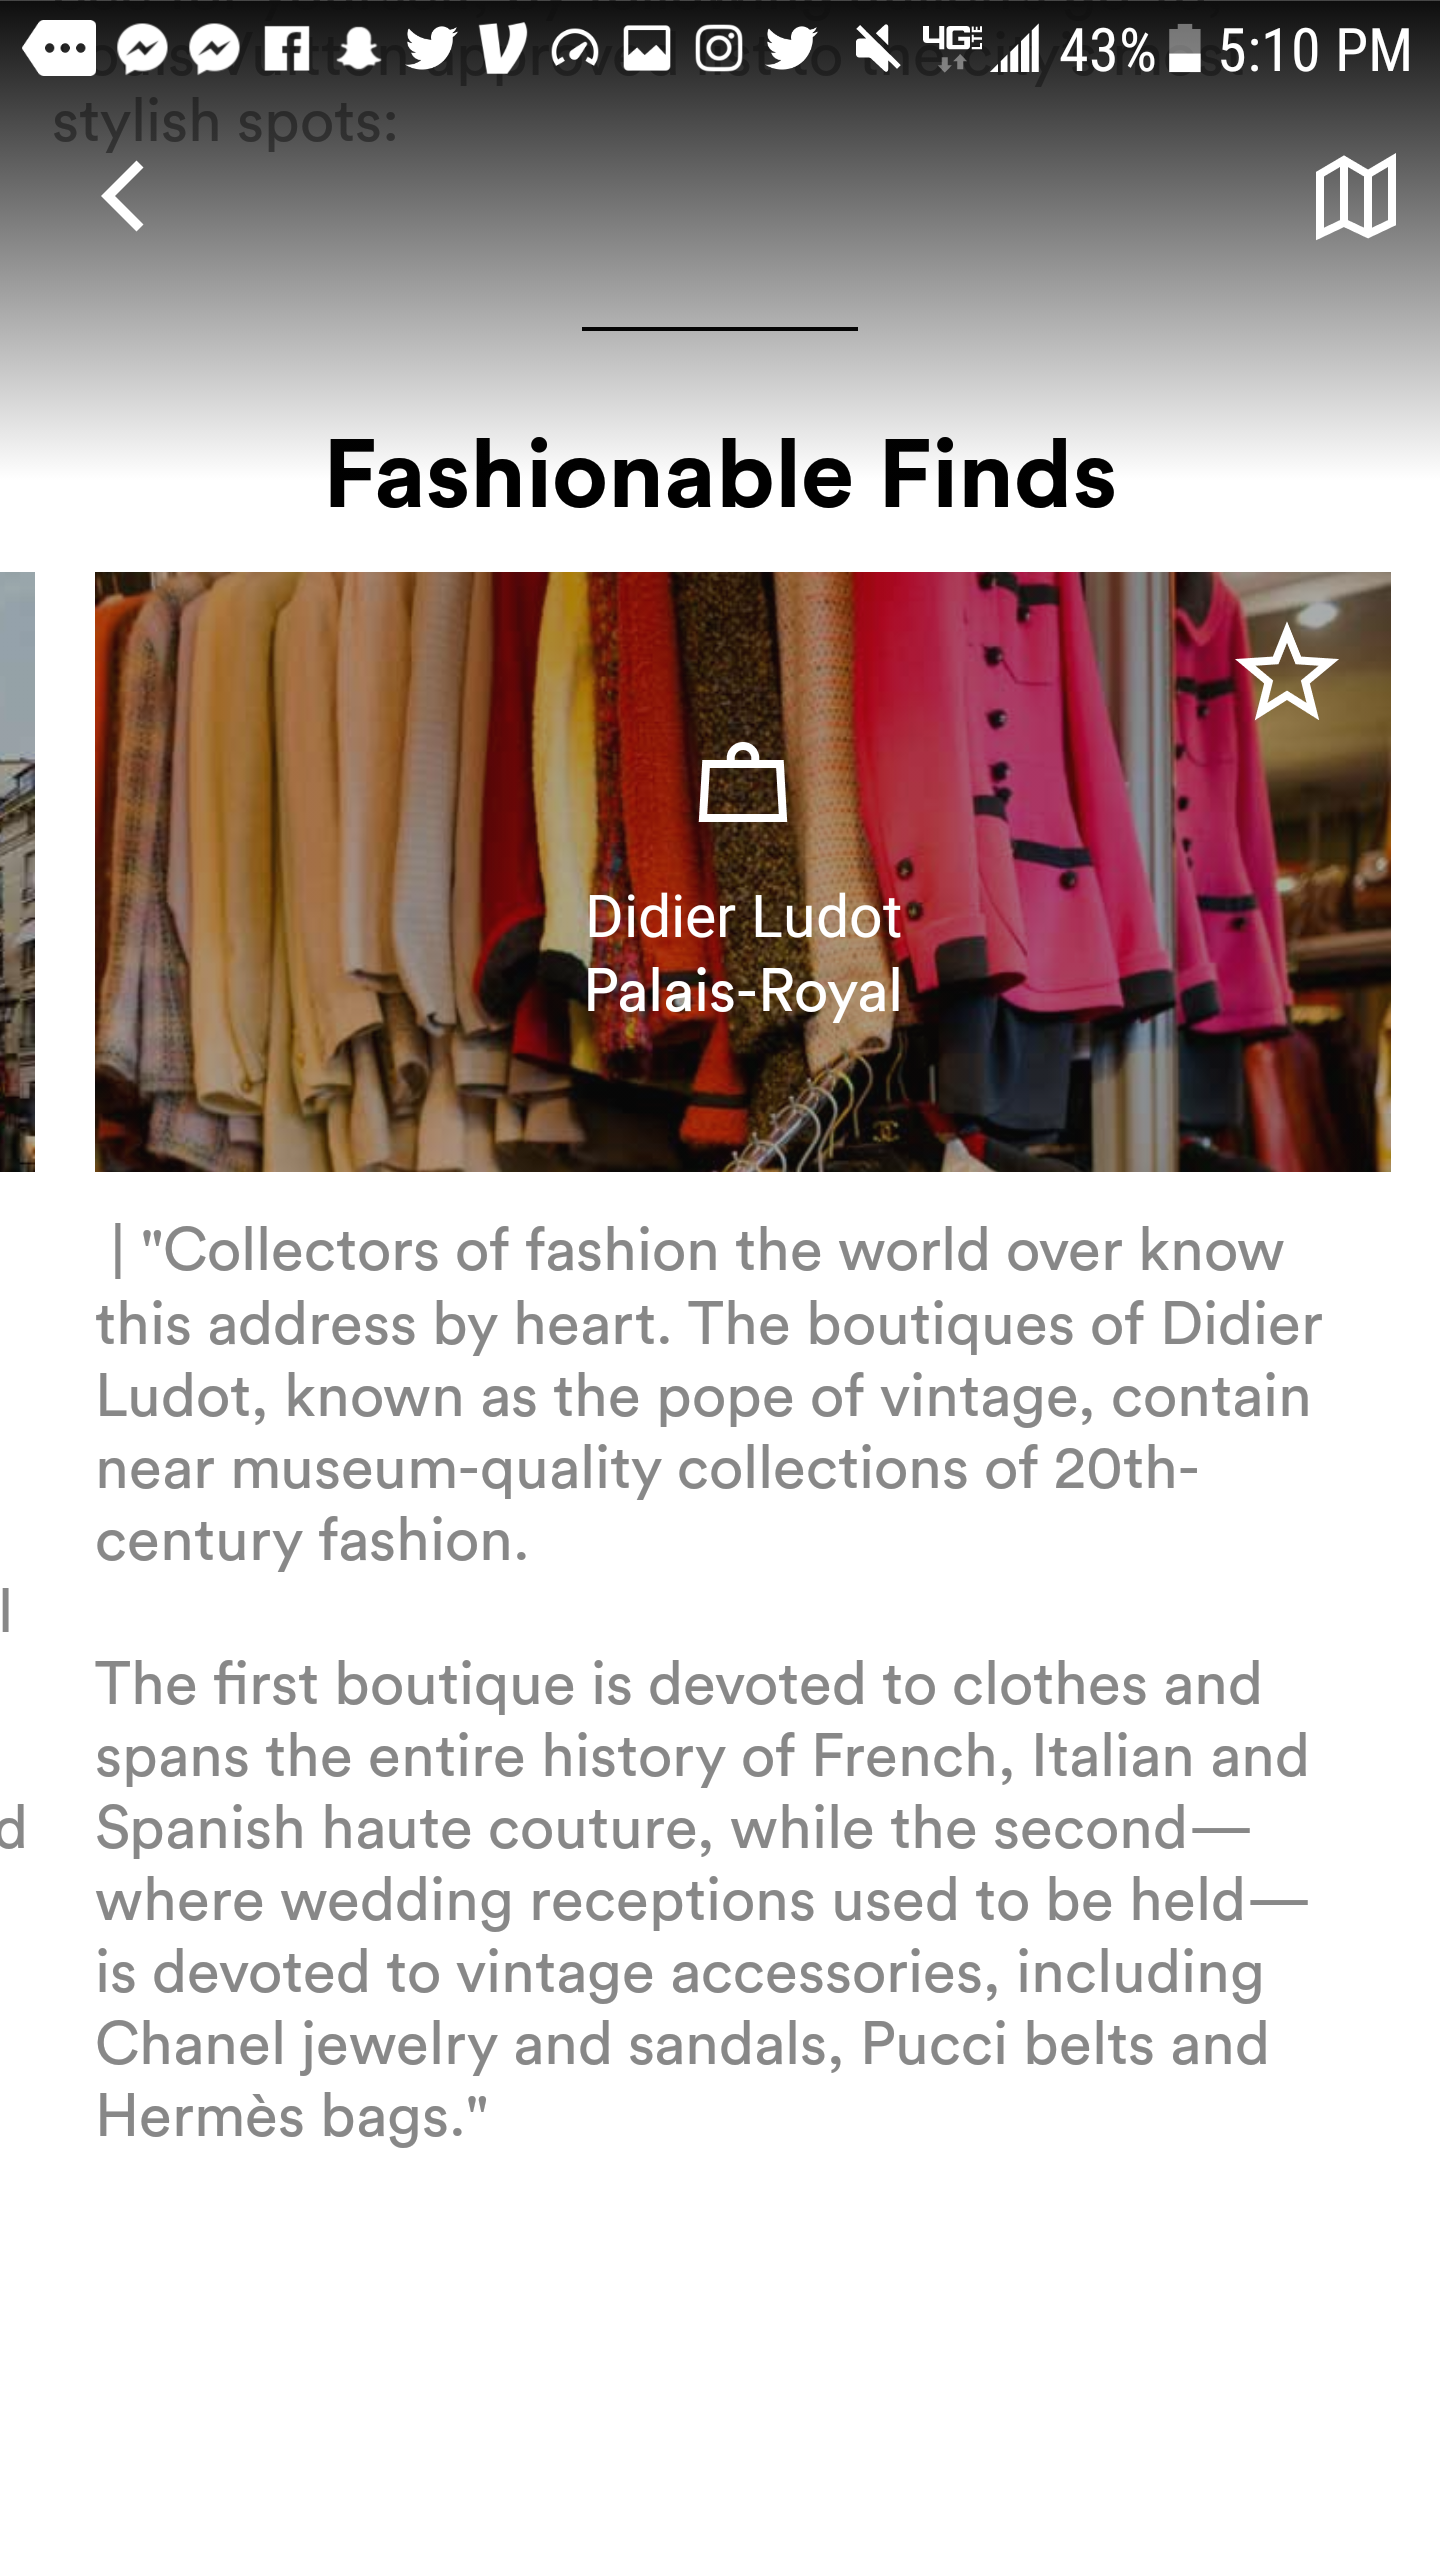 43% 5:10 PM
stylish spots:
Fashionable Finds
Didier Ludot
Palais-Royal
| "Collectors of fashion the world over know
this address by heart. The boutiques of Didier
Ludot, known as the pope of vintage, contain
near museum-quality collections of 20th-
century fashion.
The first boutique is devoted to clothes and
spans the entire history of French, Italian and
Spanish haute couture, while the second—
where wedding receptions used to be held—
is devoted to vintage accessories, including
Chanel jewelry and sandals, Pucci belts and
Hermès bags."